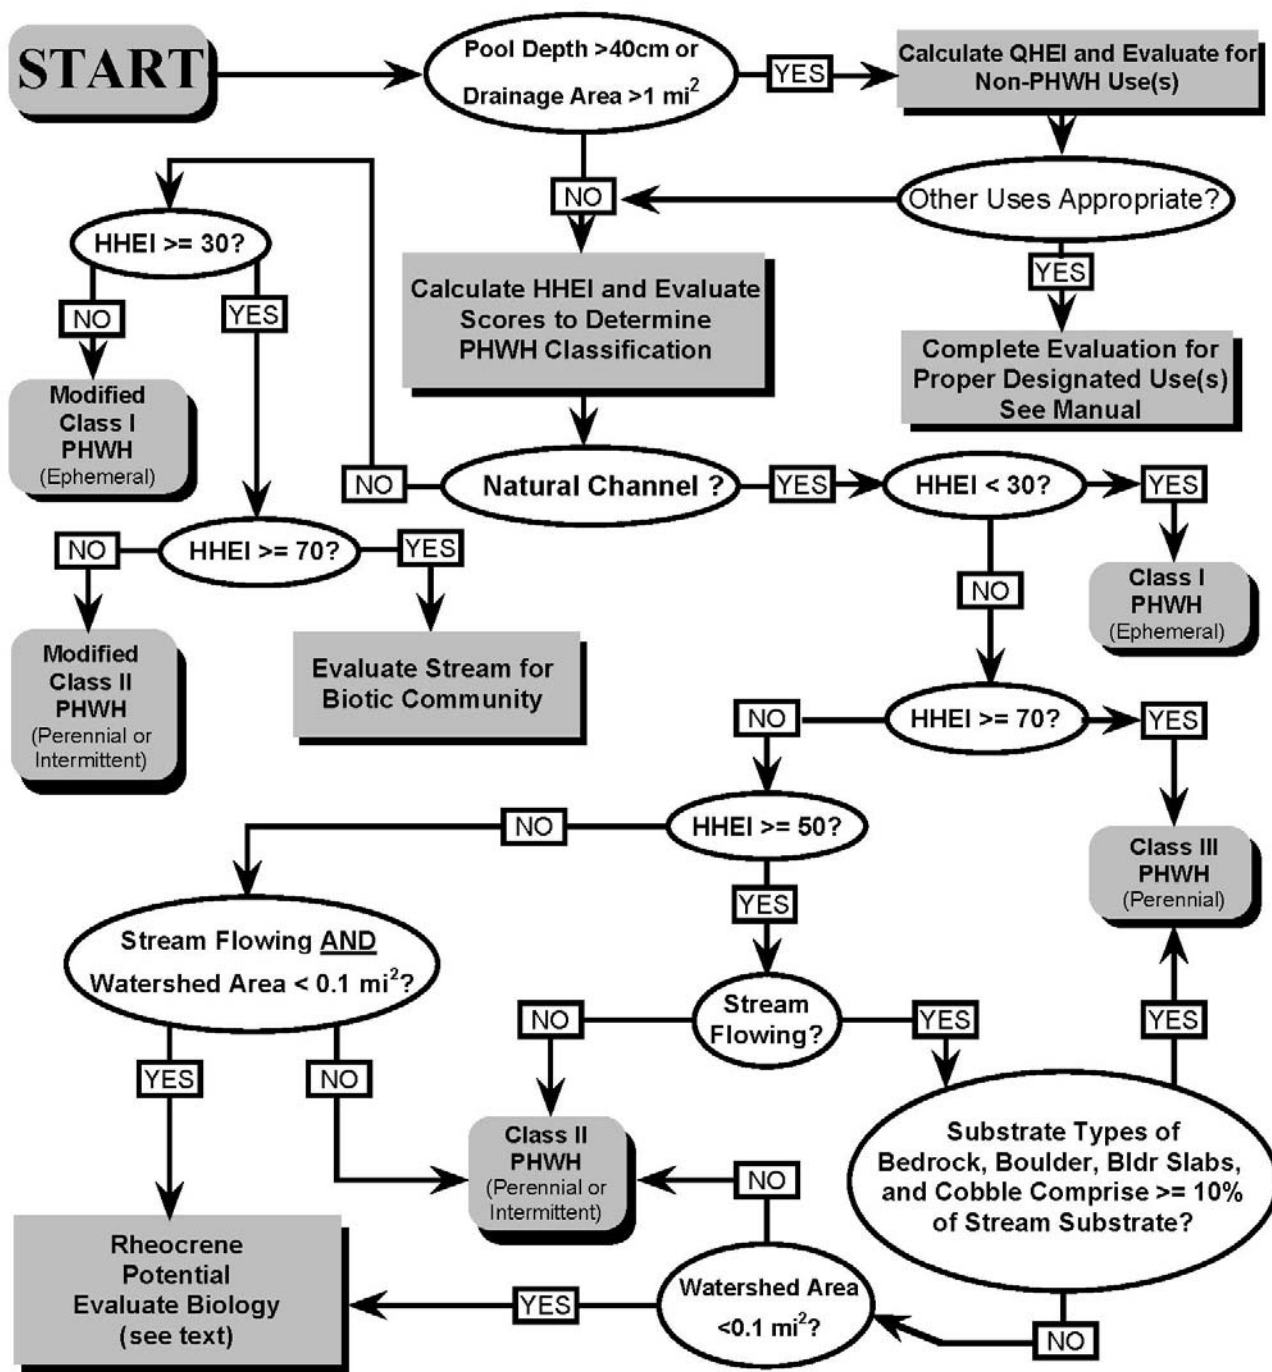 START
Pool Depth >40cm or
Drainage Area >1 mi²
YES
Calculate QHEI and Evaluate for
Non-PHWH Use(s)
NO
Other Uses Appropriate?
HHEI >= 30?
YES
Calculate HHEI and Evaluate
Scores to Determine
PHWH Classification
NO
YES
Complete Evaluation for
Proper Designated Use(s)
See Manual
Modified
Class I
PHWH
(Ephemeral)
NO
Natural Channel ?
YES
HHEI < 30?
YES
NO
HHEI >= 70?
YES
NO
Class I
PHWH
(Ephemeral)
Modified
Class II
PHWH
(Perennial or
Intermittent)
Evaluate Stream for
Biotic Community
NO
HHEI >= 70?
YES
NO
HHEI >= 50?
Class III
PHWH
(Perennial)
YES
Stream Flowing AND
Watershed Area < 0.1 mi²?
NO
Stream
Flowing?
YES
YES
YES
NO
Class II
PHWH
(Perennial or
Intermittent)
NO
Substrate Types of
Bedrock, Boulder, Bldr Slabs,
and Cobble Comprise >= 10%
of Stream Substrate?
Rheocrene
Potential
Evaluate Biology
(see text)
YES
Watershed Area
<0.1 mi²?
NO